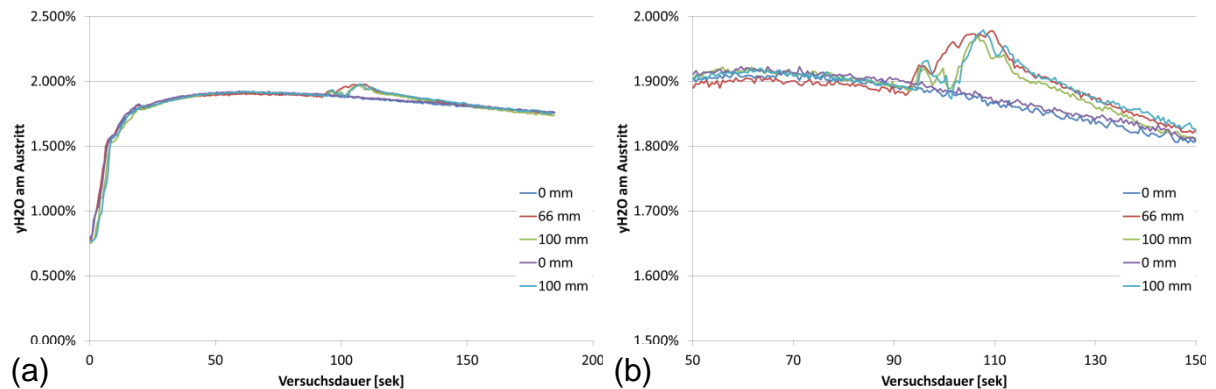 2.500%
2.000%
1.500%
1.000%
0.500%
0.000%
yH2O am Austritt
0 50 100 150 200
Versuchsdauer [sek]
0 mm
66 mm
100 mm
0 mm
100 mm
(a)
2.000%
1.900%
1.800%
1.700%
1.600%
1.500%
yH2O am Austritt
50 70 90 110 130 150
Versuchsdauer [sek]
0 mm
66 mm
100 mm
0 mm
100 mm
(b)